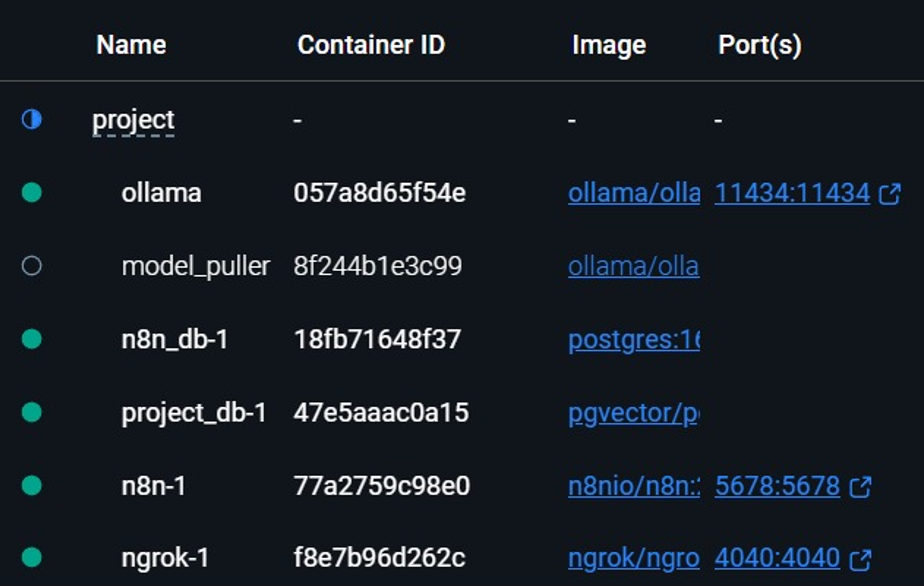 Name Container ID Image Port(s)
project - - -
ollama 057a8d65f54e ollama/olla 11434:11434
model_puller 8f244b1e3c99 ollama/olla
n8n_db-1 18fb71648f37 postgres:16
project_db-1 47e5aaac0a15 pgvector/p
n8n-1 77a2759c98e0 n8nio/n8n: 5678:5678
ngrok-1 f8e7b96d262c ngrok/ngro 4040:4040